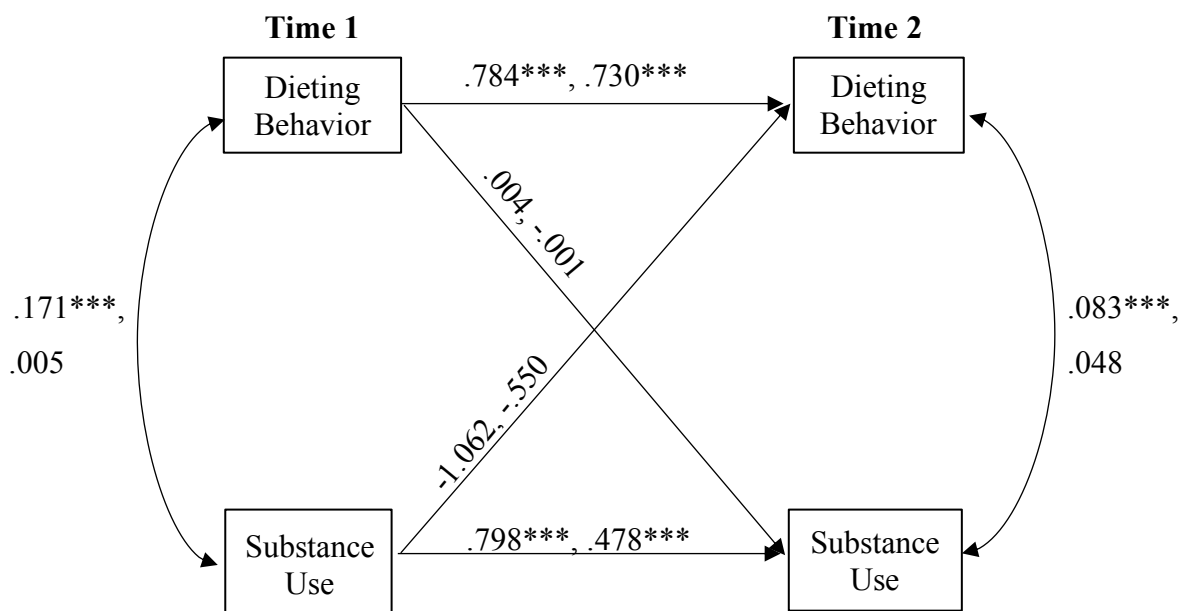 Time 1
Time 2
Dieting
Behavior
.784***, .730***
Dieting
Behavior
.004, -.001
.171***,
.005
.083***,
.048
-1.062, -.550
Substance
Use
.798***, .478***
Substance
Use